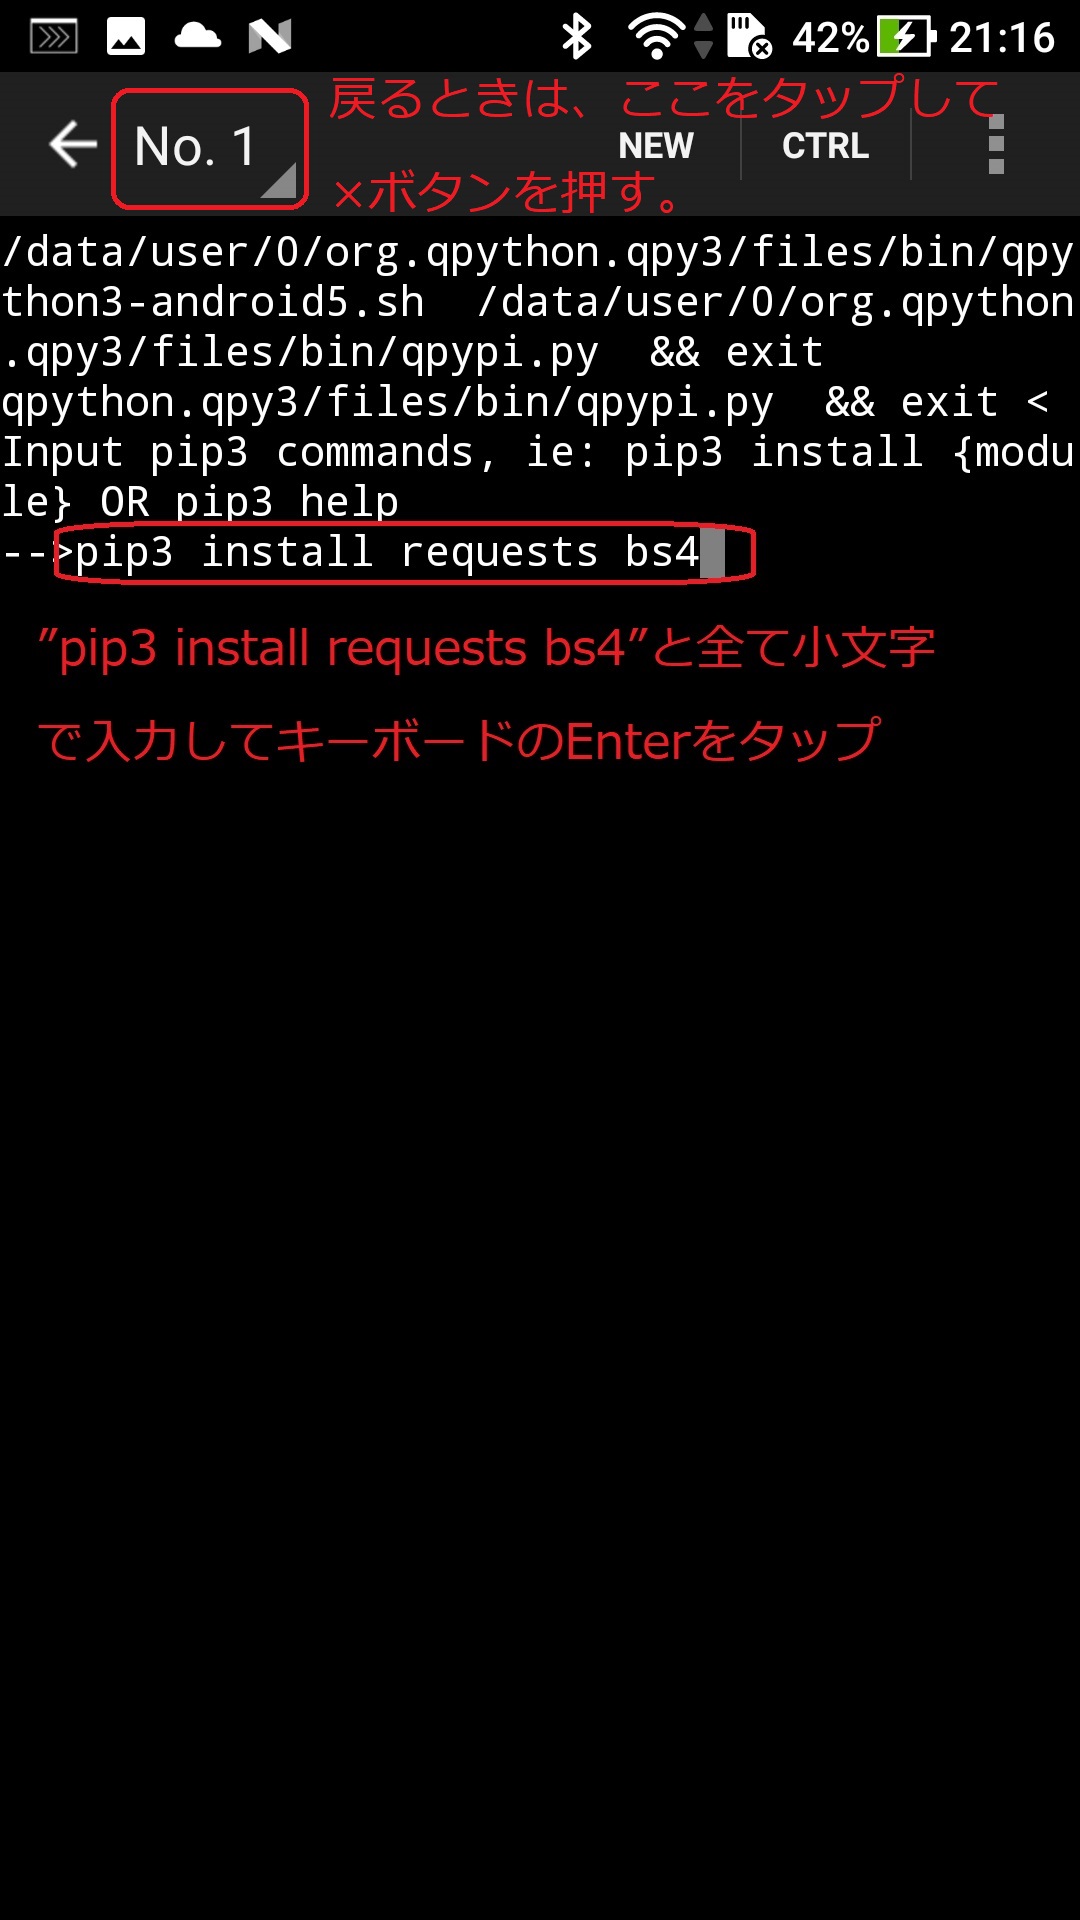 42% 21:16
戻るときは、ここをタップして
No. 1 NEW CTRL
×ボタンを押す。
/data/user/0/org.qpython.qpy3/files/bin/qpy
thon3-android5.sh  /data/user/0/org.qpython
.qpy3/files/bin/qpypi.py  && exit
qpython.qpy3/files/bin/qpypi.py  && exit <
Input pip3 commands, ie: pip3 install {modu
le} OR pip3 help
-->pip3 install requests bs4
”pip3 install requests bs4”と全て小文字
で入力してキーボードのEnterをタップ